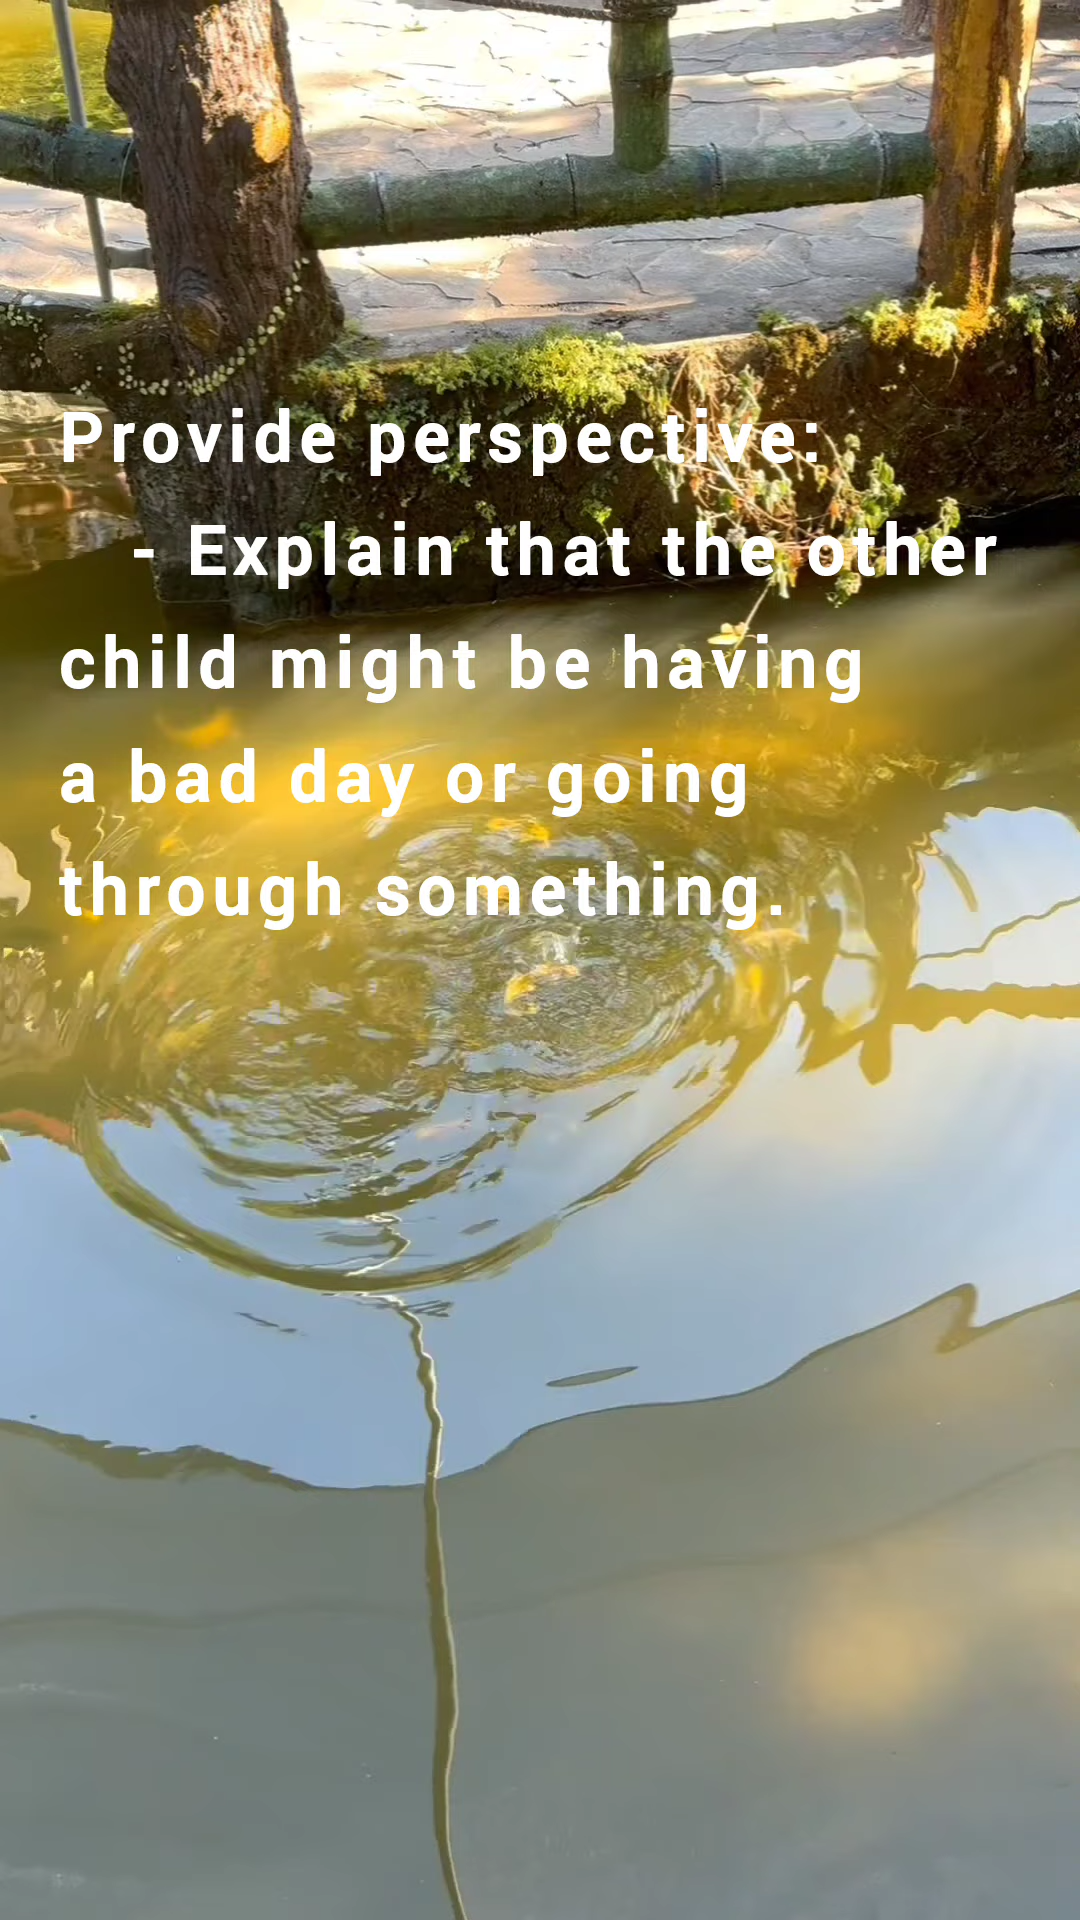 Provide perspective:
- Explain that the other
child might be having
a bad day or going
through something.